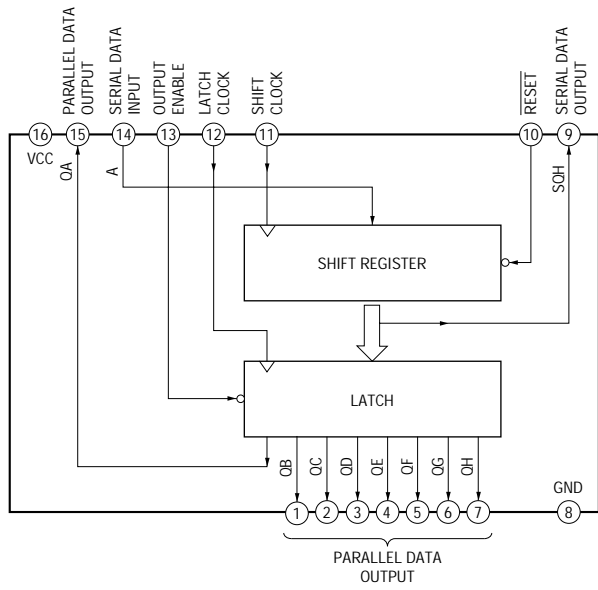 PARALLEL DATA
OUTPUT
SERIAL DATA
INPUT
OUTPUT
ENABLE
LATCH
CLOCK
SHIFT
CLOCK
RESET
SERIAL DATA
OUTPUT
16
15
14
13
12
11
10
9
VCC
QA
A
SQH
SHIFT REGISTER
LATCH
QB
QC
QD
QE
QF
QG
QH
GND
1
2
3
4
5
6
7
8
PARALLEL DATA
OUTPUT